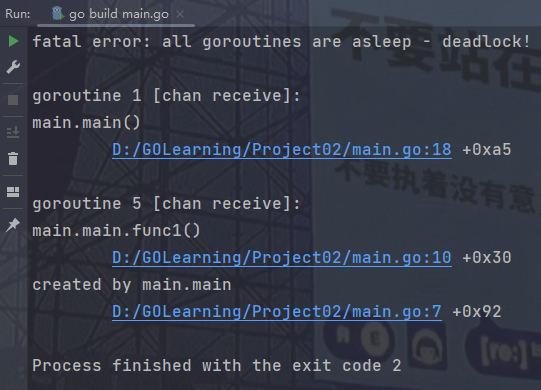 Run: go build main.go
fatal error: all goroutines are asleep - deadlock!
goroutine 1 [chan receive]:
main.main()
D:/GOLearning/Project02/main.go:18 +0xa5
goroutine 5 [chan receive]:
main.main.func1()
D:/GOLearning/Project02/main.go:10 +0x30
created by main.main
D:/GOLearning/Project02/main.go:7 +0x92
Process finished with the exit code 2
不要站在
不要执着没有意